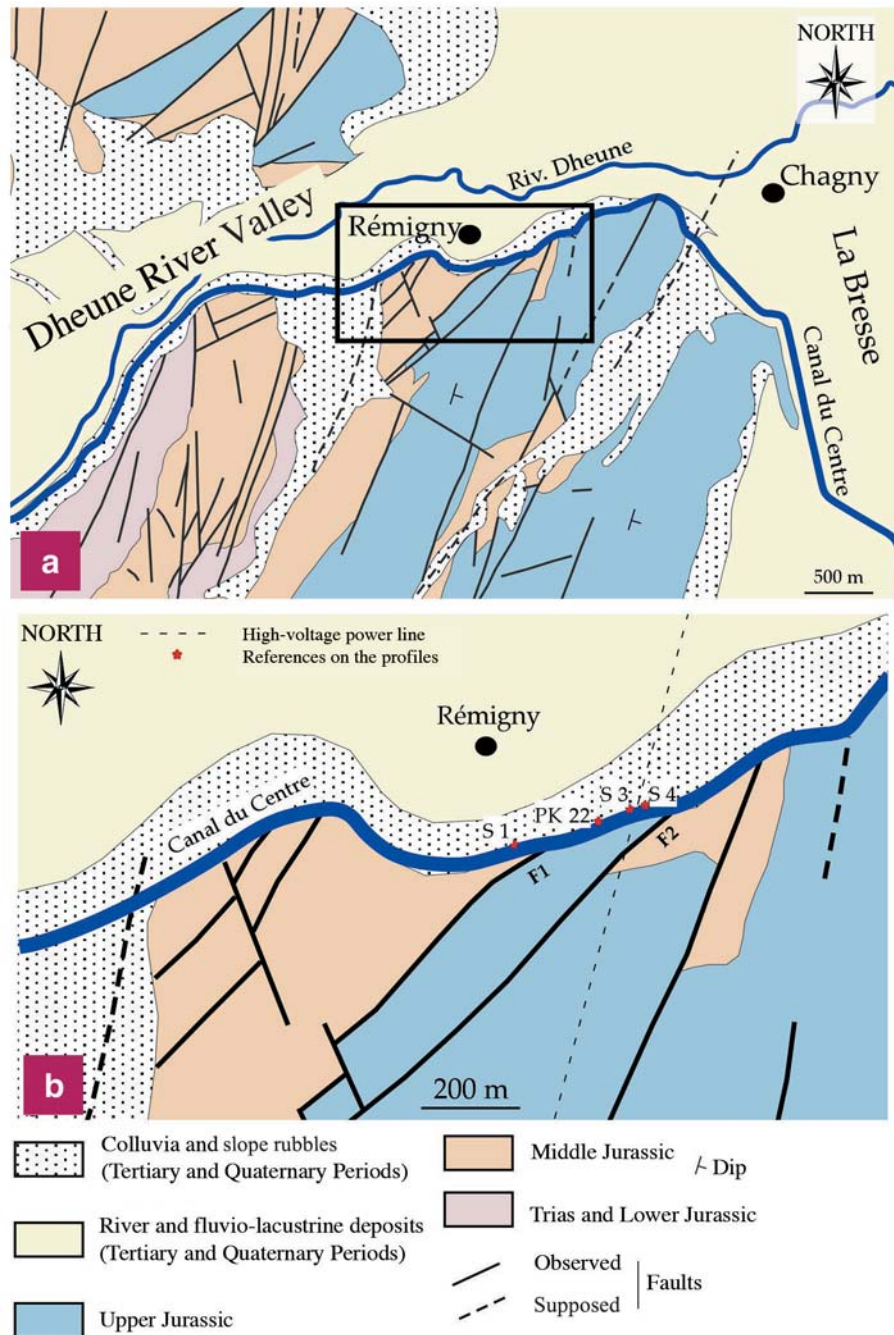 NORTH
Riv. Dheune
Chagny
Dheune River Valley
Rémigny
La Bresse
Canal du Centre
a
500 m
NORTH
High-voltage power line
References on the profiles
Rémigny
Canal du Centre
S 1
PK 22
S 3
S 4
F1
F2
b
200 m
Colluvia and slope rubbles
(Tertiary and Quaternary Periods)
River and fluvio-lacustrine deposits
(Tertiary and Quaternary Periods)
Upper Jurassic
Middle Jurassic
Dip
Trias and Lower Jurassic
Observed
Faults
Supposed